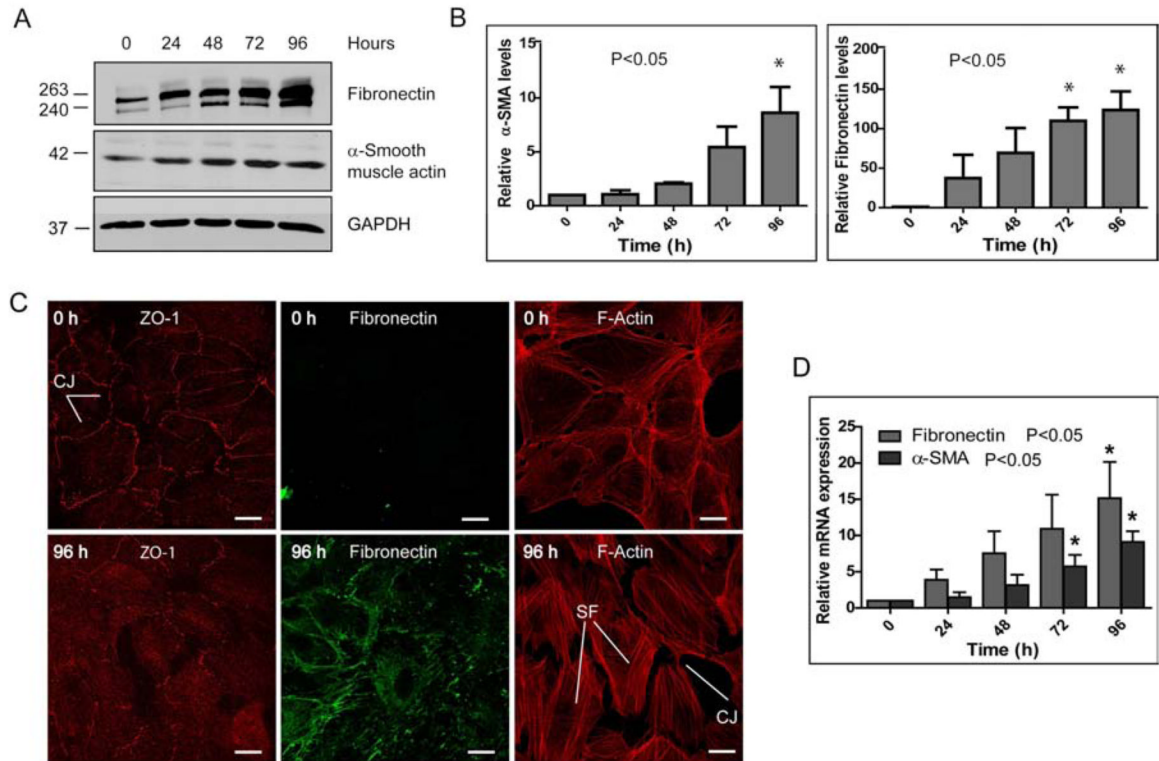 A
0 24 48 72 96 Hours
263
240
Fibronectin
42
α-Smooth
muscle actin
37
GAPDH
B
Relative α-SMA levels
15
10
5
0
P<0.05
*
0 24 48 72 96
Time (h)
Relative Fibronectin levels
200
150
100
50
0
P<0.05
* *
0 24 48 72 96
Time (h)
C
0 h ZO-1
CJ
0 h Fibronectin
0 h F-Actin
96 h ZO-1
96 h Fibronectin
96 h F-Actin
SF
CJ
D
Relative mRNA expression
25
20
15
10
5
0
Fibronectin P<0.05
α-SMA P<0.05
*
*
*
0 24 48 72 96
Time (h)